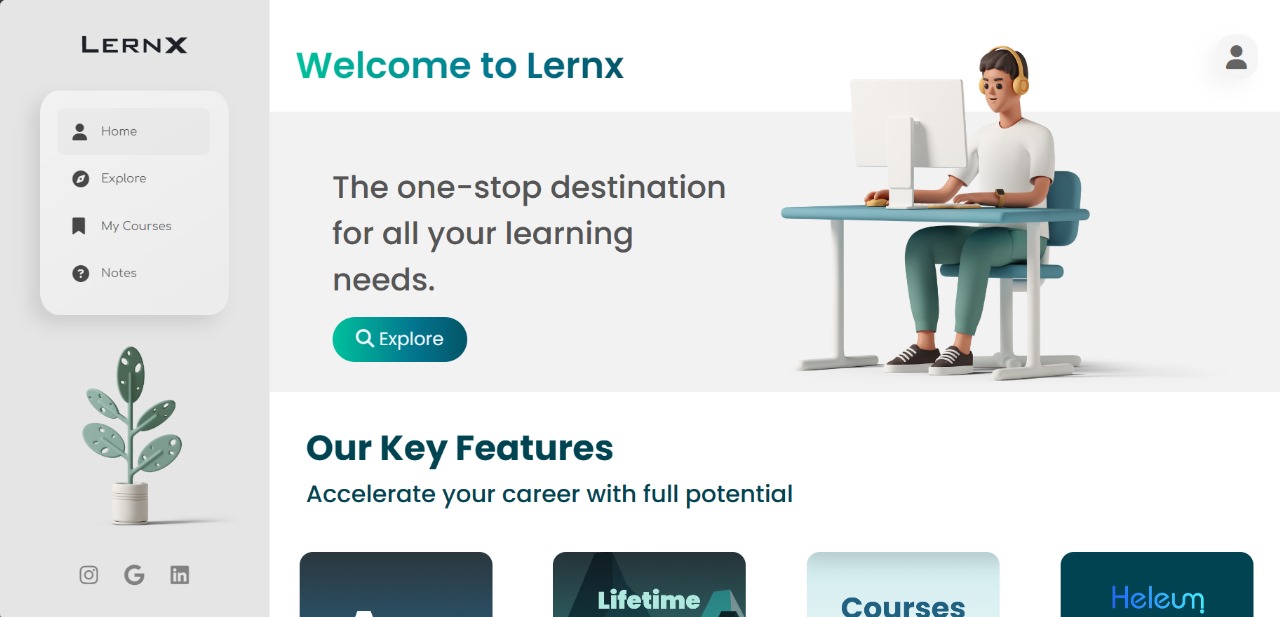 LERNX
Home
Explore
My Courses
Notes
Welcome to Lernx
The one-stop destination
for all your learning
needs.
Explore
Our Key Features
Accelerate your career with full potential
Lifetime
Courses
Heleum